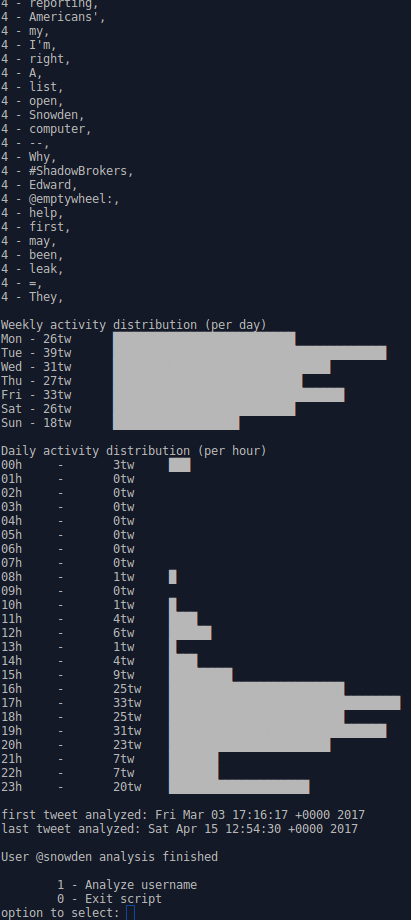 4 - reporting,
4 - Americans',
4 - my,
4 - I'm,
4 - right,
4 - A,
4 - list,
4 - open,
4 - Snowden,
4 - computer,
4 - --,
4 - Why,
4 - #ShadowBrokers,
4 - Edward,
4 - @emptywheel:,
4 - help,
4 - first,
4 - may,
4 - been,
4 - leak,
4 - =,
4 - They,
Weekly activity distribution (per day)
Mon - 26tw
Tue - 39tw
Wed - 31tw
Thu - 27tw
Fri - 33tw
Sat - 26tw
Sun - 18tw
Daily activity distribution (per hour)
00h - 3tw
01h - 0tw
02h - 0tw
03h - 0tw
04h - 0tw
05h - 0tw
06h - 0tw
07h - 0tw
08h - 1tw
09h - 0tw
10h - 1tw
11h - 4tw
12h - 6tw
13h - 1tw
14h - 4tw
15h - 9tw
16h - 25tw
17h - 33tw
18h - 25tw
19h - 31tw
20h - 23tw
21h - 7tw
22h - 7tw
23h - 20tw
first tweet analyzed: Fri Mar 03 17:16:17 +0000 2017
last tweet analyzed: Sat Apr 15 12:54:30 +0000 2017
User @snowden analysis finished
1 - Analyze username
0 - Exit script
option to select: